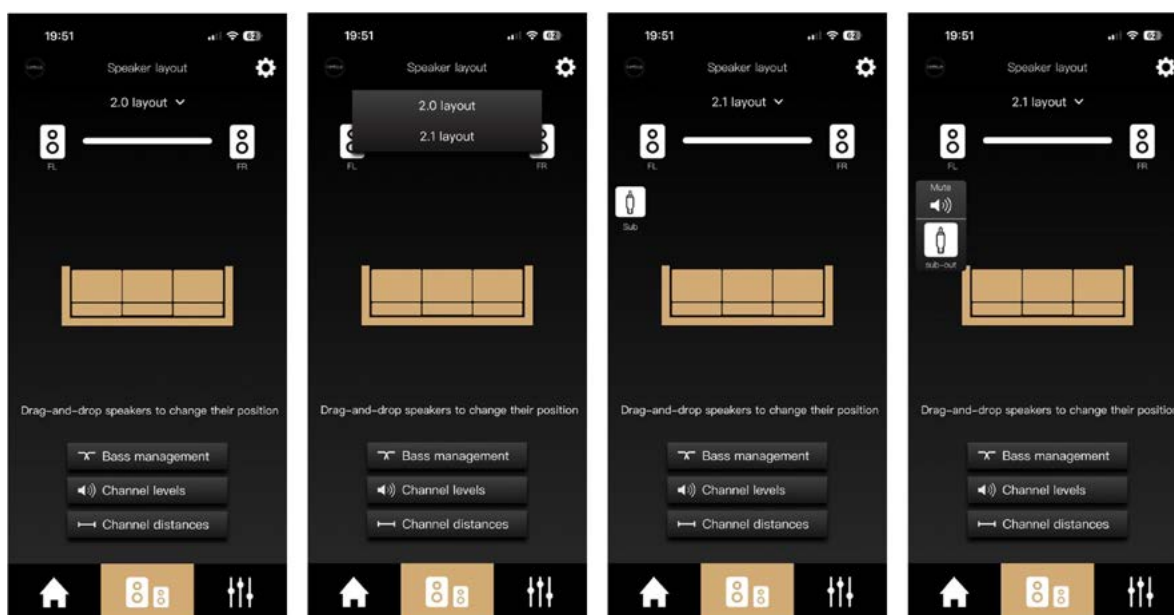 19:51
62
Speaker layout
2.0 layout
FL
FR
Drag-and-drop speakers to change their position
Bass management
Channel levels
Channel distances
19:51
62
Speaker layout
2.0 layout
2.1 layout
FL
FR
Drag-and-drop speakers to change their position
Bass management
Channel levels
Channel distances
19:51
62
Speaker layout
2.1 layout
FL
FR
Sub
Drag-and-drop speakers to change their position
Bass management
Channel levels
Channel distances
19:51
62
Speaker layout
2.1 layout
FL
FR
Mute
sub-out
Drag-and-drop speakers to change their position
Bass management
Channel levels
Channel distances